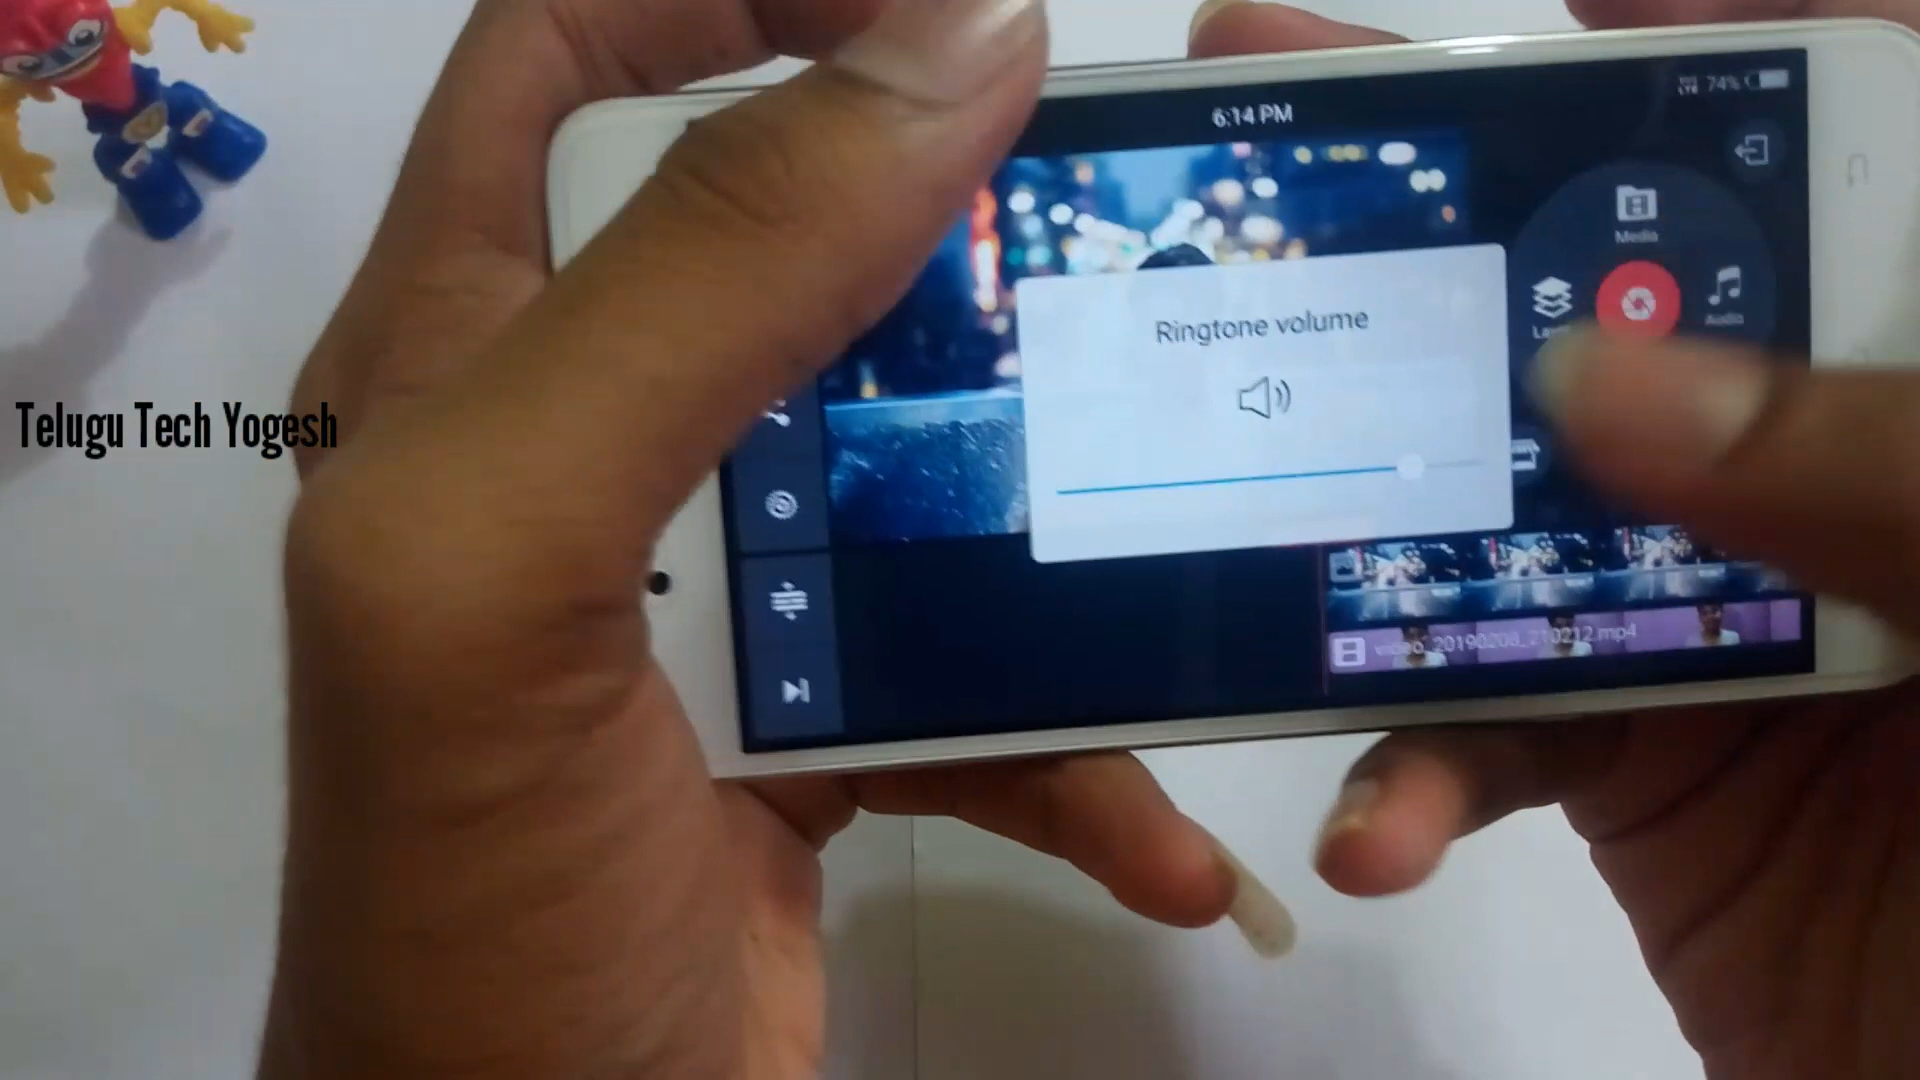 6:14 PM
74%
Media
Audio
Ringtone volume
Telugu Tech Yogesh
video_20190208_210212.mp4